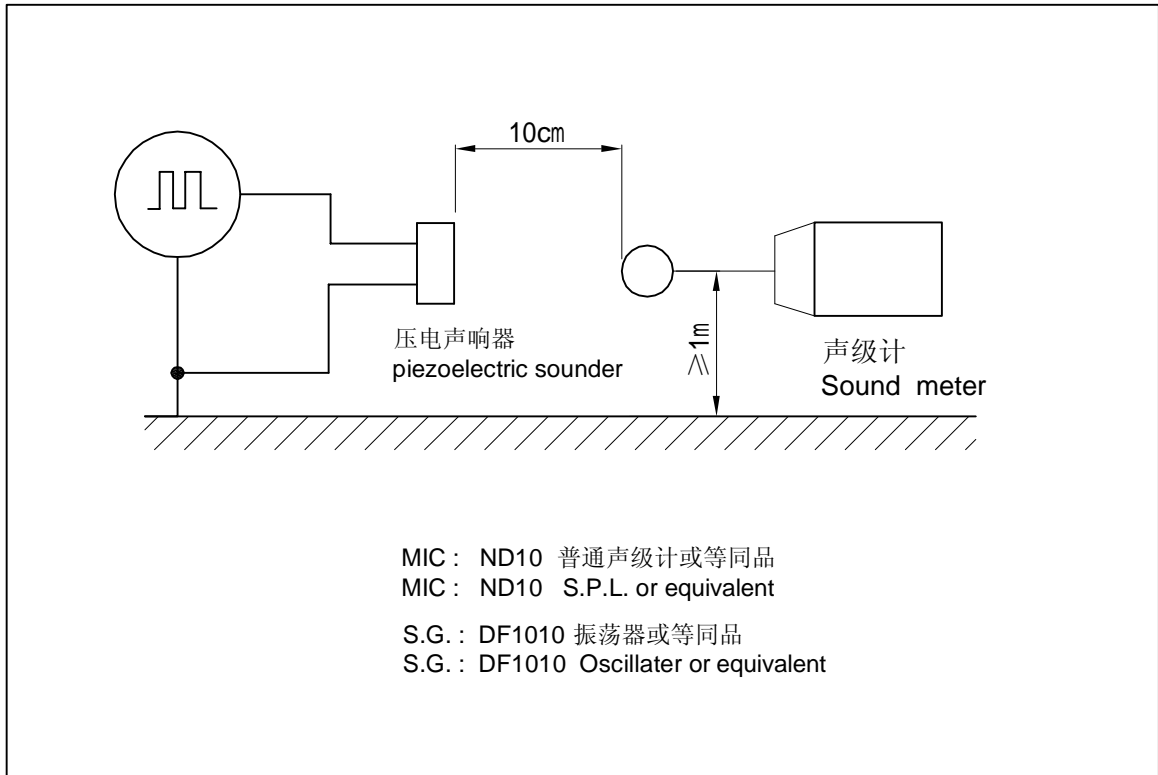 10cm
压电声响器
piezoelectric sounder
≥1m
声级计
Sound meter
MIC : ND10 普通声级计或等同品
MIC : ND10 S.P.L. or equivalent
S.G. : DF1010 振荡器或等同品
S.G. : DF1010 Oscillater or equivalent